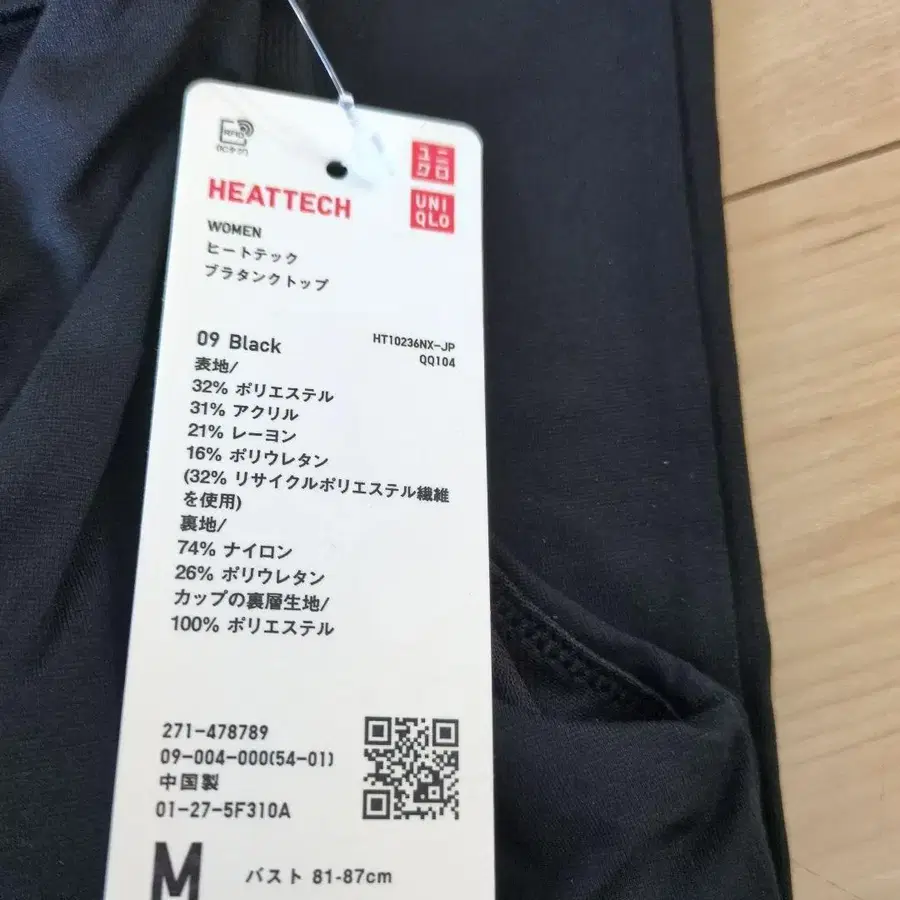 RFID
(ICタグ)
ユニ
クロ
UNI
QLO
HEATTECH
WOMEN
ヒートテック
ブラタンクトップ
09 Black
HT10236NX-JP
QQ104
表地/
32% ポリエステル
31% アクリル
21% レーヨン
16% ポリウレタン
(32% リサイクルポリエステル繊維
を使用)
裏地/
74% ナイロン
26% ポリウレタン
カップの裏層生地/
100% ポリエステル
271-478789
09-004-000(54-01)
中国製
01-27-5F310A
M
バスト 81-87cm